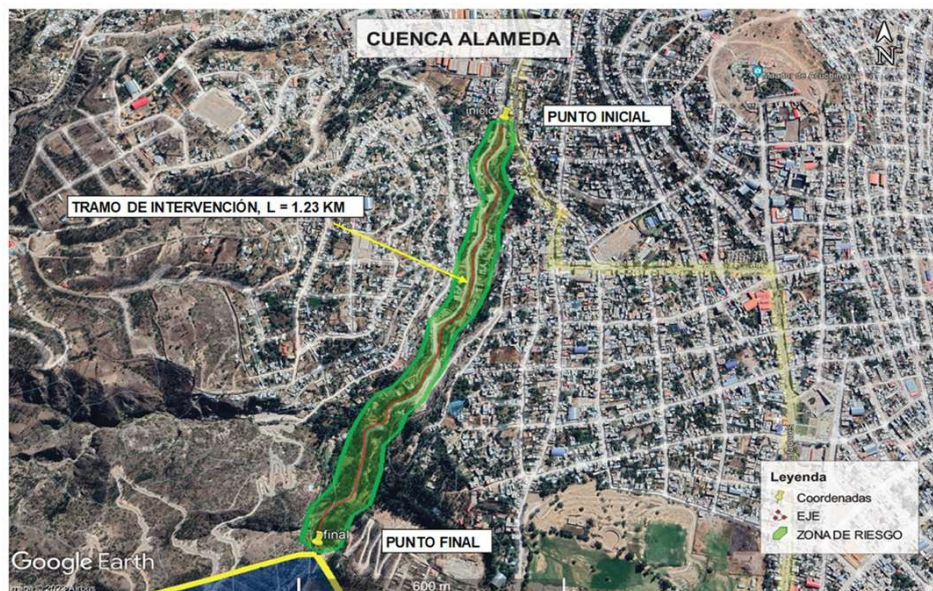 CUENCA ALAMEDA
N
Inicio
PUNTO INICIAL
TRAMO DE INTERVENCIÓN, L = 1.23 KM
Leyenda
Coordenadas
EJE
ZONA DE RIESGO
final
PUNTO FINAL
Google Earth
600 m